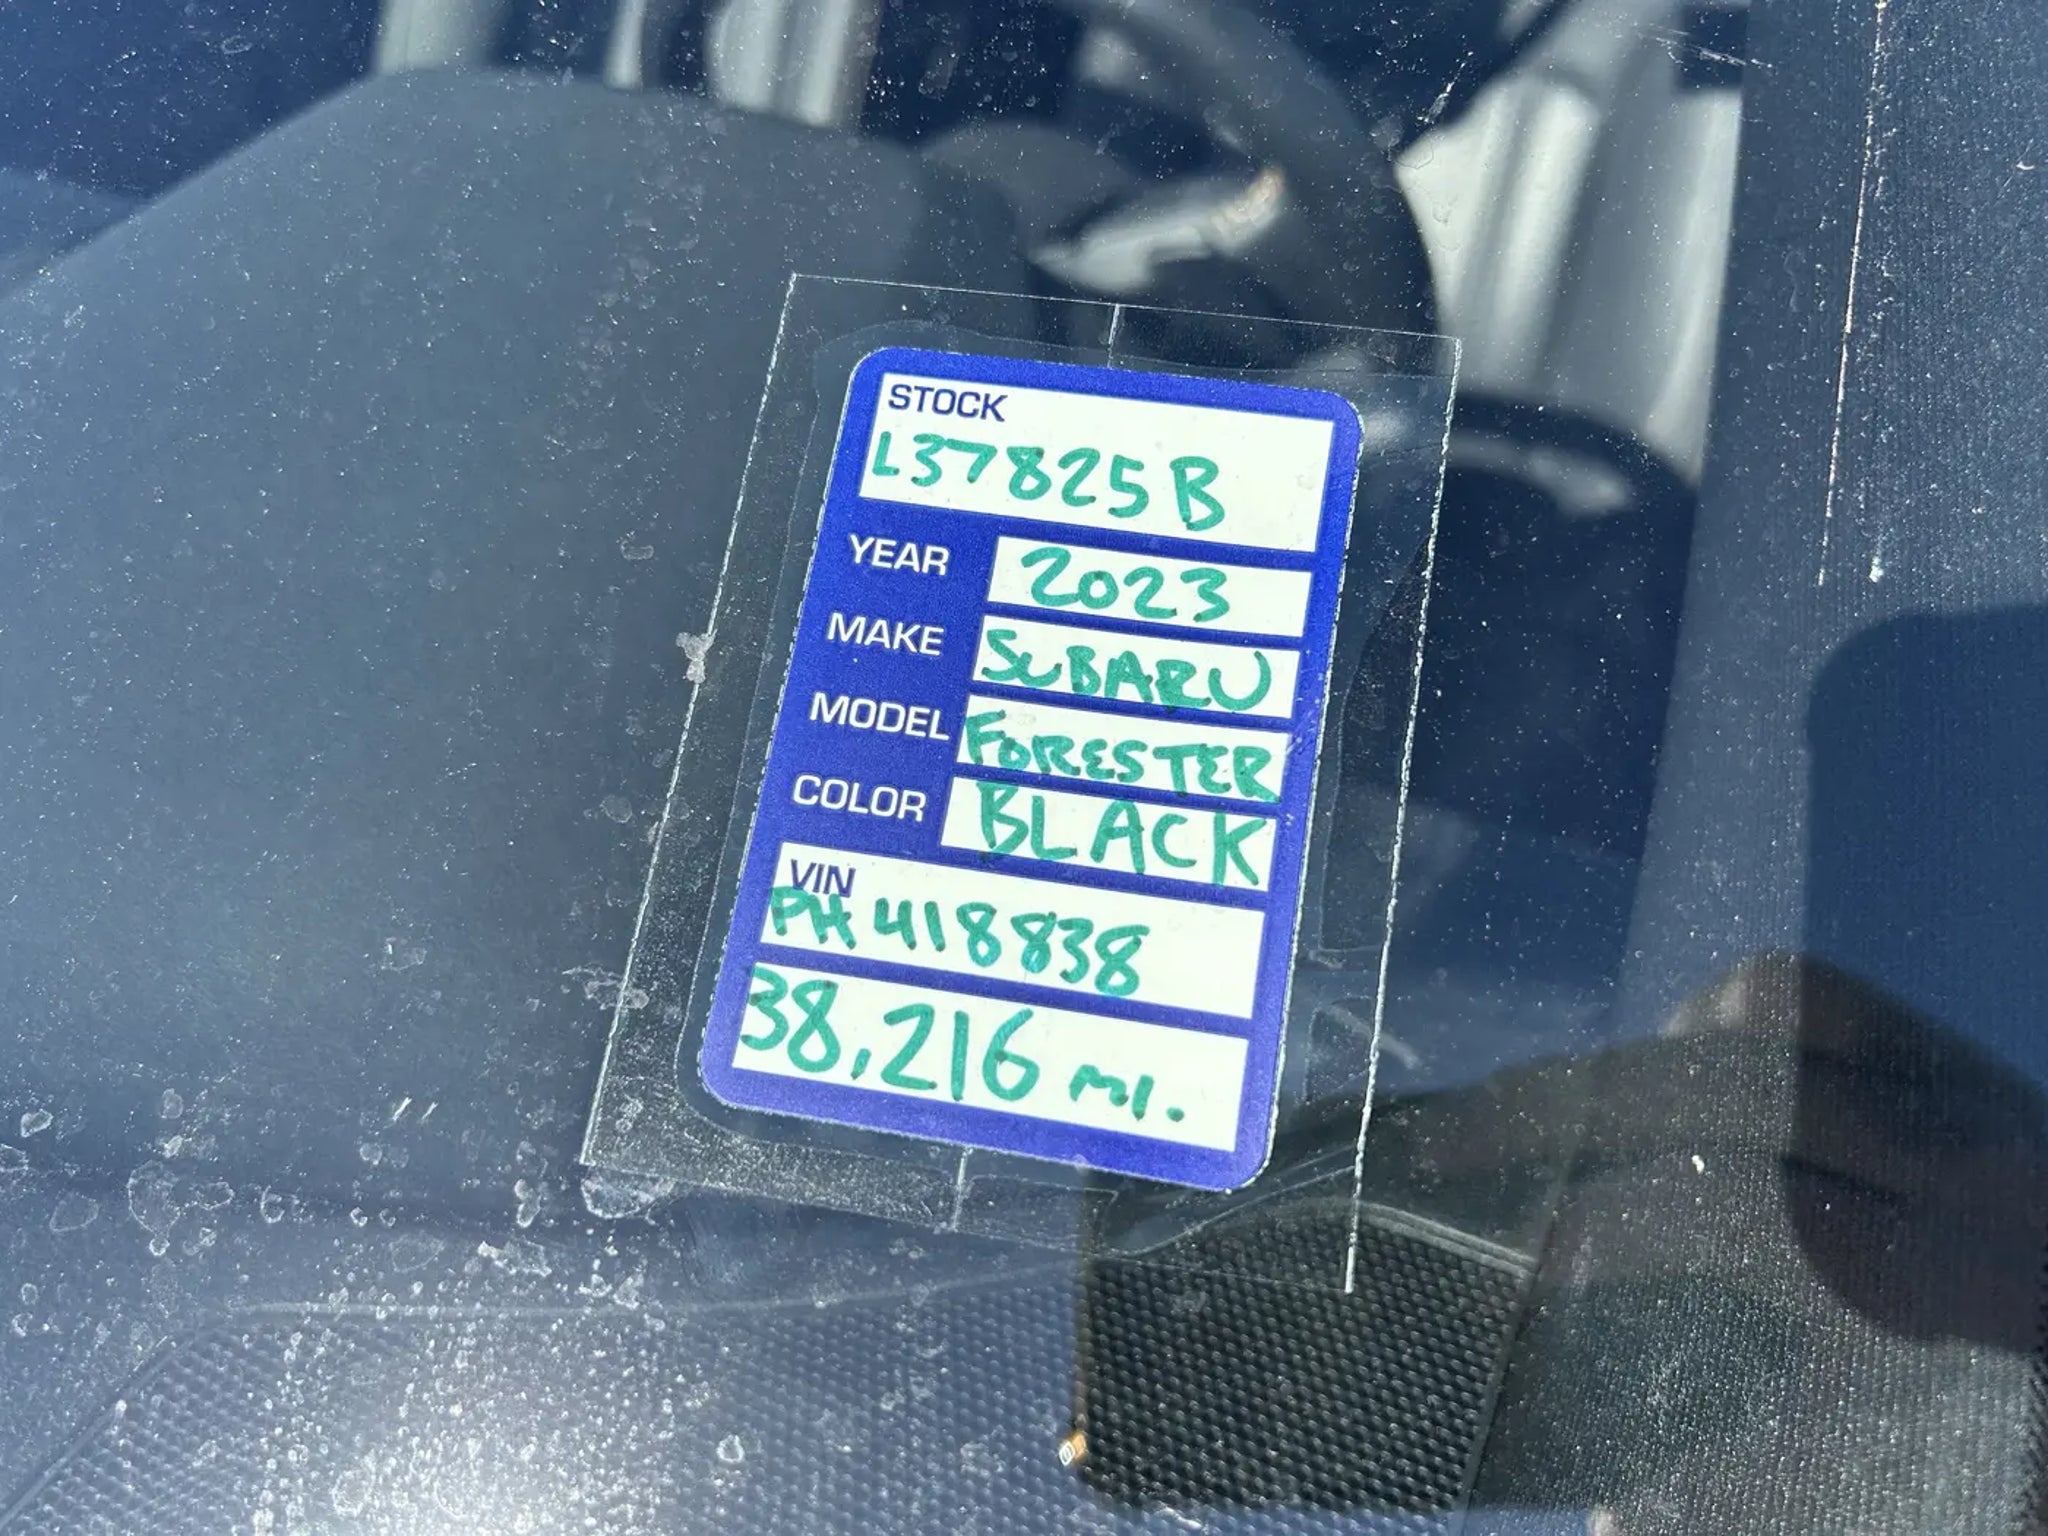 STOCK
L37825B
YEAR 2023
MAKE SUBARU
MODEL FORESTER
COLOR BLACK
VIN
PH418838
38,216 mi.